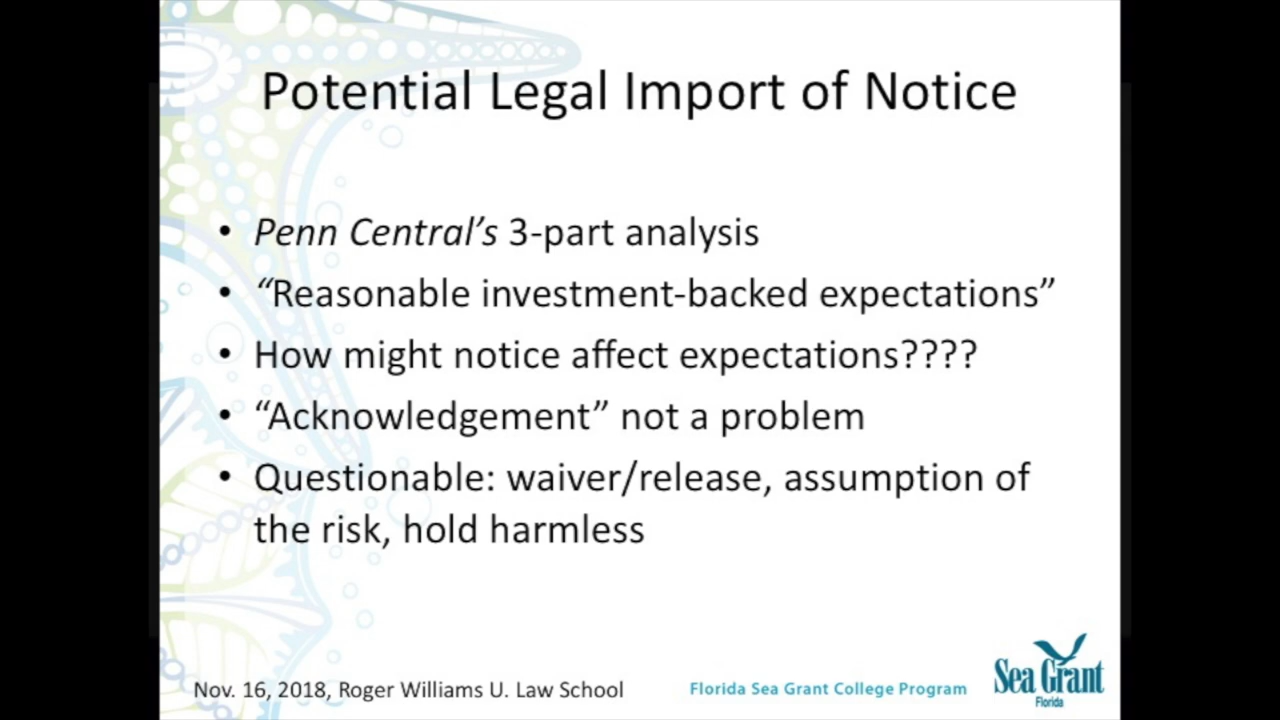 Potential Legal Import of Notice
• Penn Central’s 3-part analysis
• “Reasonable investment-backed expectations”
• How might notice affect expectations????
• “Acknowledgement” not a problem
• Questionable: waiver/release, assumption of
the risk, hold harmless
Nov. 16, 2018, Roger Williams U. Law School
Florida Sea Grant College Program
Sea Grant
Florida